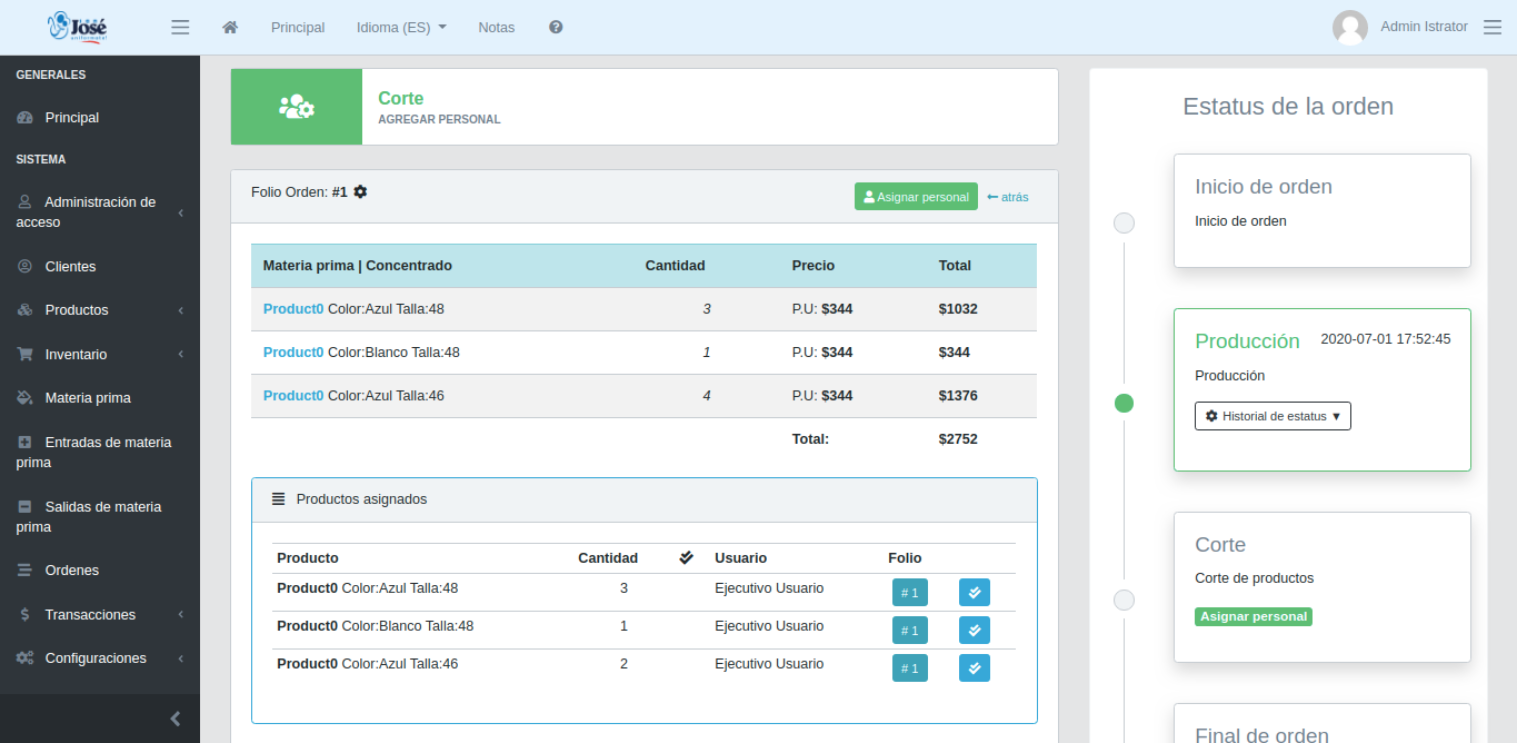 José
Principal
Idioma (ES)
Notas
Admin Istrator
GENERALES
Principal
SISTEMA
Administración de
acceso
Clientes
Productos
Inventario
Materia prima
Entradas de materia
prima
Salidas de materia
prima
Ordenes
Transacciones
Configuraciones
Corte
AGREGAR PERSONAL
Folio Orden: #1
Asignar personal
atrás
Materia prima | Concentrado Cantidad Precio Total
Product0 Color:Azul Talla:48 3 P.U: $344 $1032
Product0 Color:Blanco Talla:48 1 P.U: $344 $344
Product0 Color:Azul Talla:46 4 P.U: $344 $1376
Total: $2752
Productos asignados
Producto Cantidad Usuario Folio
Product0 Color:Azul Talla:48 3 Ejecutivo Usuario # 1
Product0 Color:Blanco Talla:48 1 Ejecutivo Usuario # 1
Product0 Color:Azul Talla:46 2 Ejecutivo Usuario # 1
Estatus de la orden
Inicio de orden
Inicio de orden
Producción 2020-07-01 17:52:45
Producción
Historial de estatus ▼
Corte
Corte de productos
Asignar personal
Final de orden